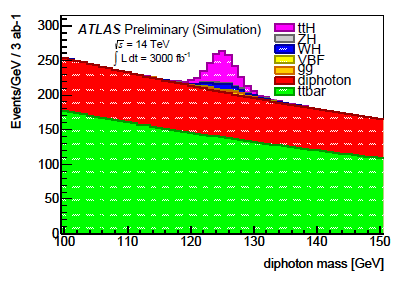 ATLAS Preliminary (Simulation)
√s = 14 TeV
∫ L dt = 3000 fb⁻¹
ttH
ZH
WH
VBF
gg
diphoton
ttbar
Events/GeV / 3 ab-1
300
250
200
150
100
50
0
100 110 120 130 140 150
diphoton mass [GeV]